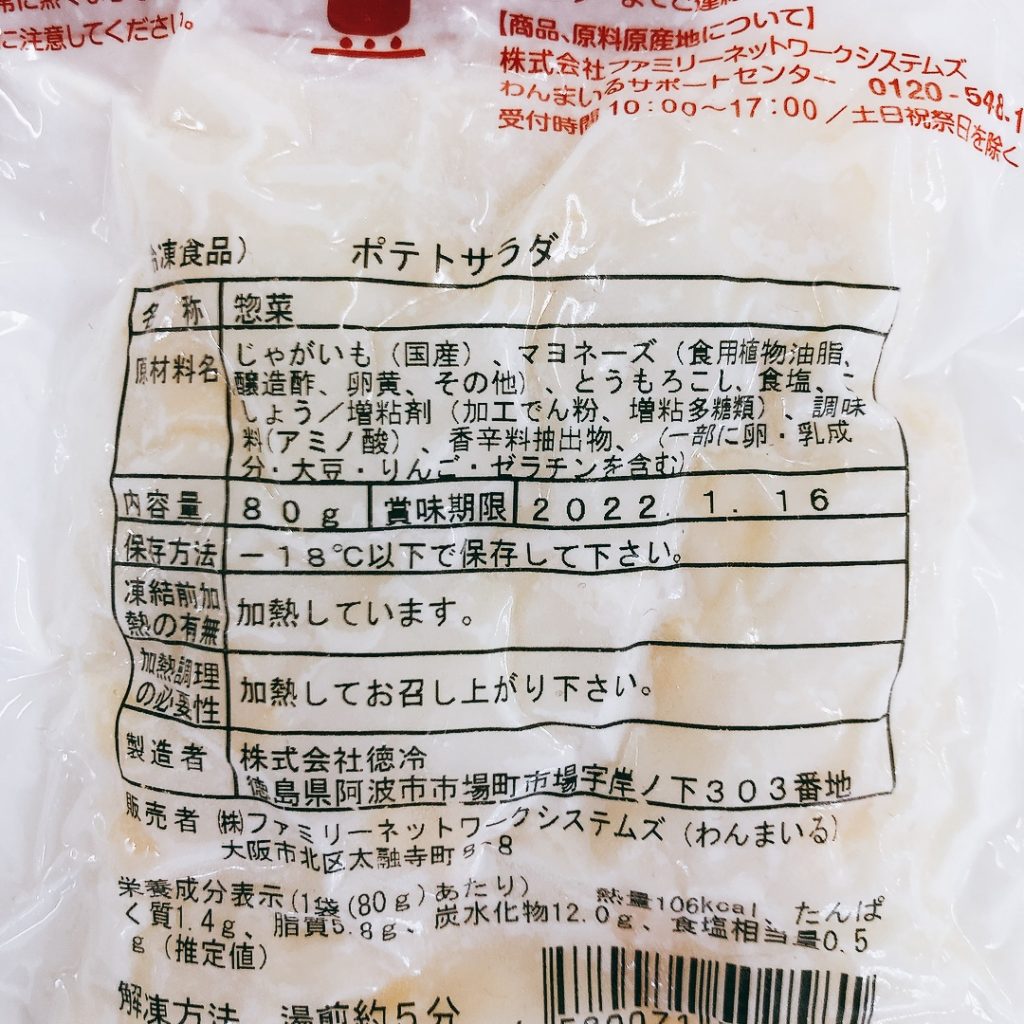 に注意してください。
【商品、原料原産地について】
株式会社ファミリーネットワークシステムズ
わんまいるサポートセンター 0120-548-1
受付時間 10:00～17:00/土日祝祭日を除く
冷凍食品） ポテトサラダ
名称 惣菜
原材料名 じゃがいも（国産）、マヨネーズ（食用植物油脂、
醸造酢、卵黄、その他）、とうもろこし、食塩、こ
しょう／増粘剤（加工でん粉、増粘多糖類）、調味
料(アミノ酸）、香辛料抽出物、（一部に卵・乳成
分・大豆・りんご・ゼラチンを含む)
内容量 80g 賞味期限 2022. 1. 16
保存方法 －18℃以下で保存して下さい。
凍結前加
熱の有無 加熱しています。
加熱調理
の必要性 加熱してお召し上がり下さい。
製造者 株式会社徳冷
徳島県阿波市市場町市場字岸ノ下303番地
販売者 ㈱ファミリーネットワークシステムズ（わんまいる）
大阪市北区太融寺町8-8
栄養成分表示(1袋(80g)あたり) 熱量106kcal、たんぱ
く質1.4g、脂質5.8g、炭水化物12.0g、食塩相当量0.5
g（推定値）
解凍方法 湯煎約5分